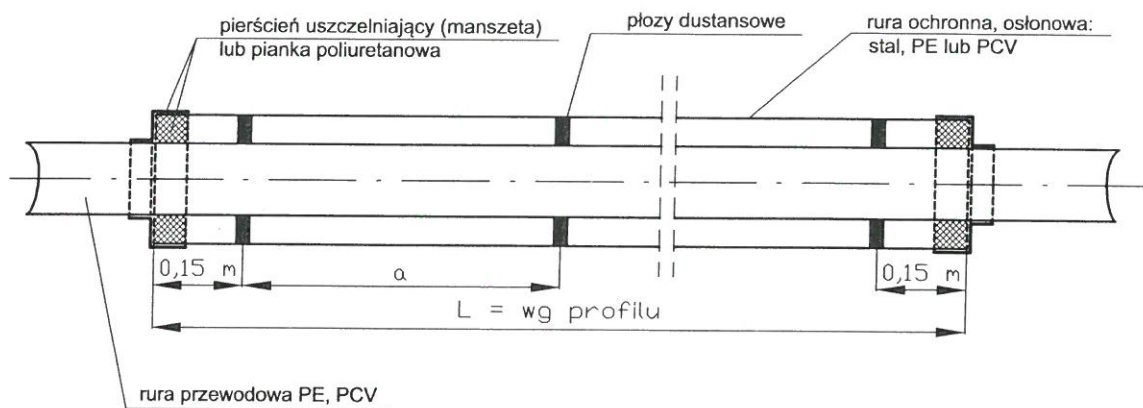 pierścień uszczelniający (manszeta)
lub pianka poliuretanowa
płozy dustansowe
rura ochronna, osłonowa:
stal, PE lub PCV
0,15 m
a
0,15 m
L = wg profilu
rura przewodowa PE, PCV